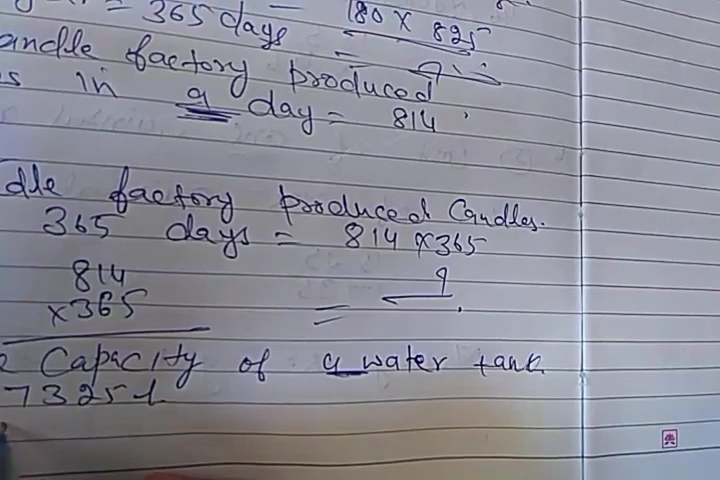 = 365 days = 180 X 825
andle factory produced =
s in a day = 814
dle factory produced Candles.
365 days = 814 X 365
814 = ?
x 365
Capacity of a water tank
7325 L